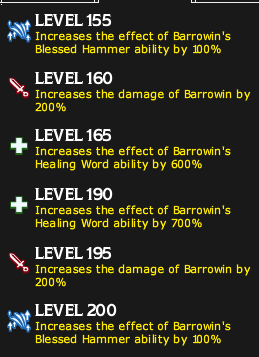 LEVEL 155
Increases the effect of Barrowin's
Blessed Hammer ability by 100%
LEVEL 160
Increases the damage of Barrowin by
200%
LEVEL 165
Increases the effect of Barrowin's
Healing Word ability by 600%
LEVEL 190
Increases the effect of Barrowin's
Healing Word ability by 700%
LEVEL 195
Increases the damage of Barrowin by
200%
LEVEL 200
Increases the effect of Barrowin's
Blessed Hammer ability by 100%